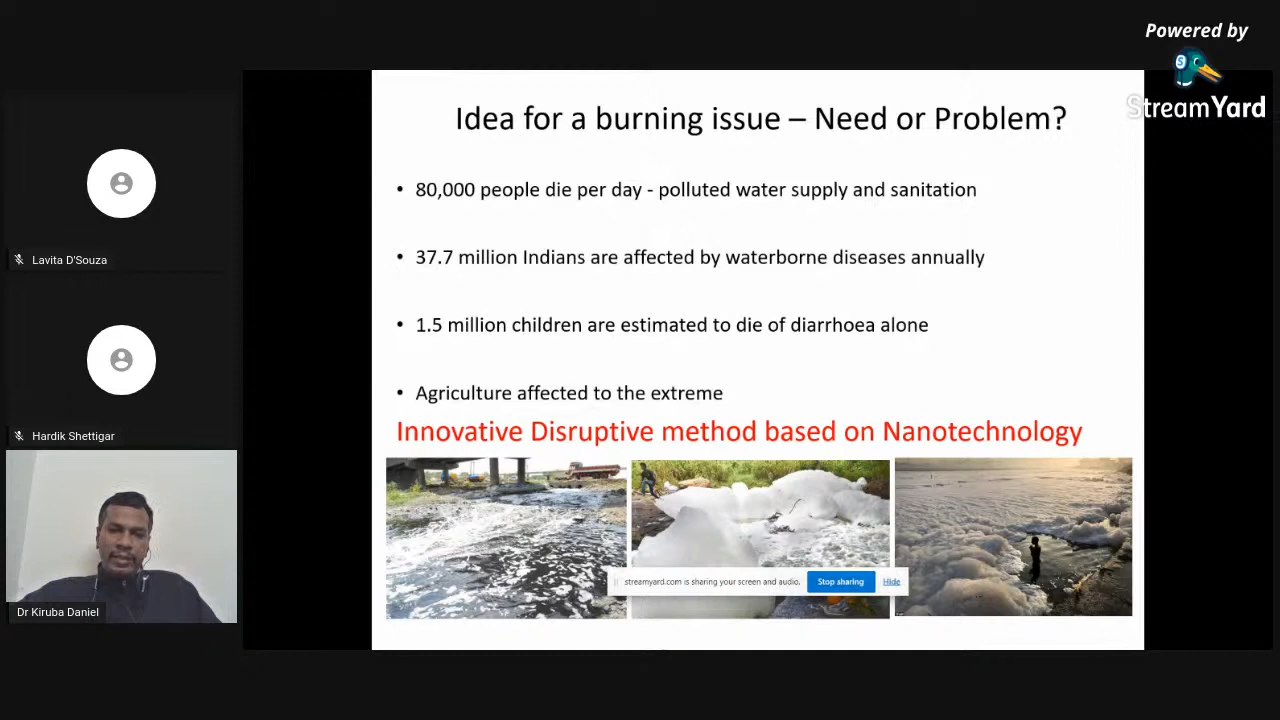 Powered by
StreamYard
Idea for a burning issue – Need or Problem?
• 80,000 people die per day - polluted water supply and sanitation
• 37.7 million Indians are affected by waterborne diseases annually
• 1.5 million children are estimated to die of diarrhoea alone
• Agriculture affected to the extreme
Innovative Disruptive method based on Nanotechnology
streamyard.com is sharing your screen and audio.
Stop sharing
Hide
Lavita D'Souza
Hardik Shettigar
Dr Kiruba Daniel